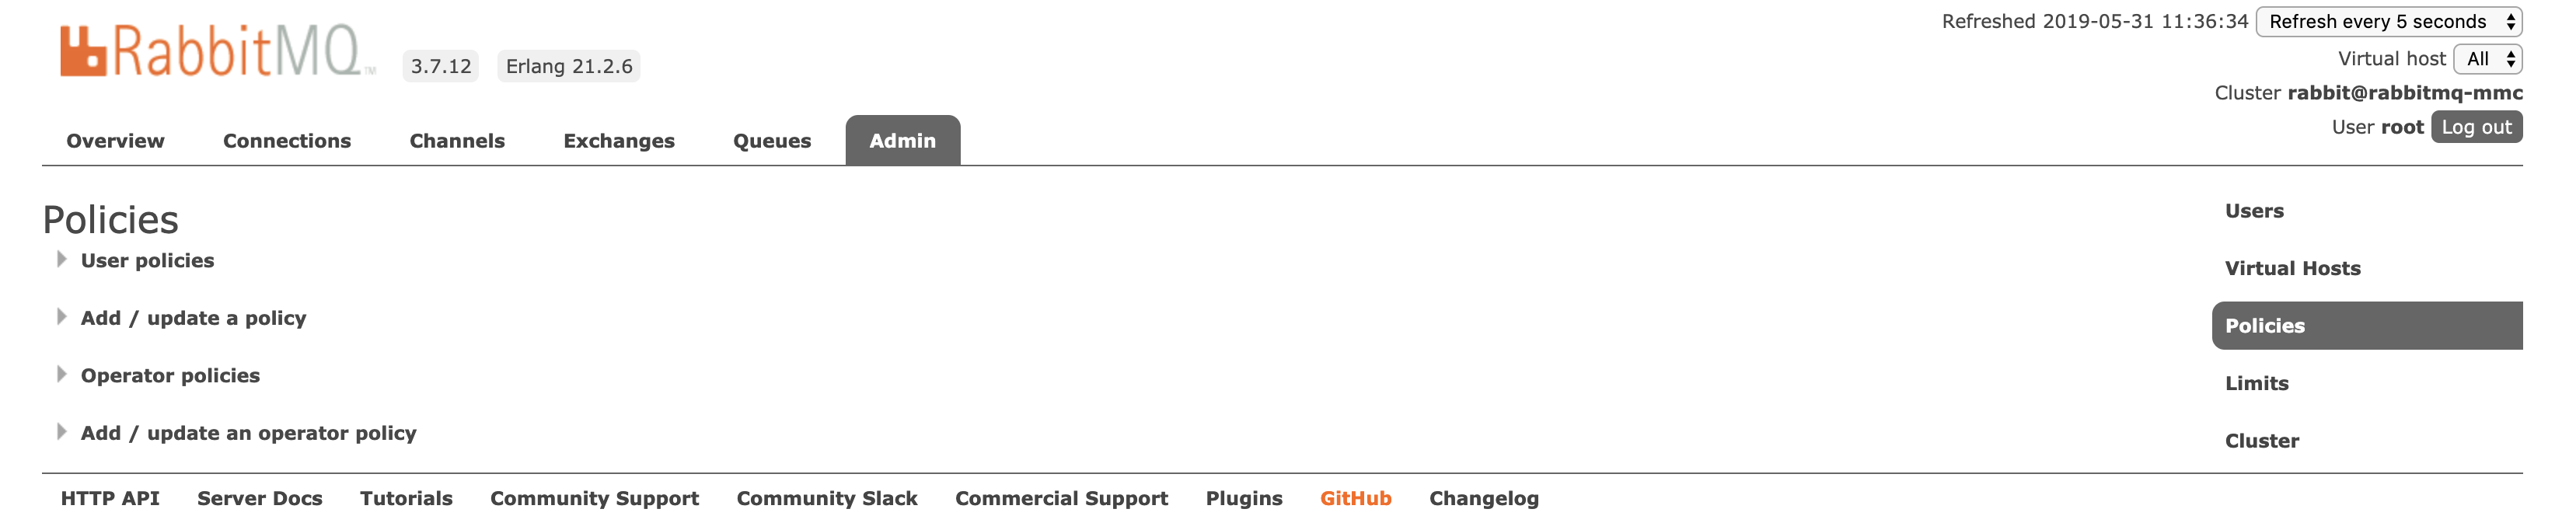 RabbitMQ TM 3.7.12 Erlang 21.2.6
Refreshed 2019-05-31 11:36:34 Refresh every 5 seconds
Virtual host All
Cluster rabbit@rabbitmq-mmc
User root Log out
Overview Connections Channels Exchanges Queues Admin
Policies
User policies
Add / update a policy
Operator policies
Add / update an operator policy
Users
Virtual Hosts
Policies
Limits
Cluster
HTTP API Server Docs Tutorials Community Support Community Slack Commercial Support Plugins GitHub Changelog